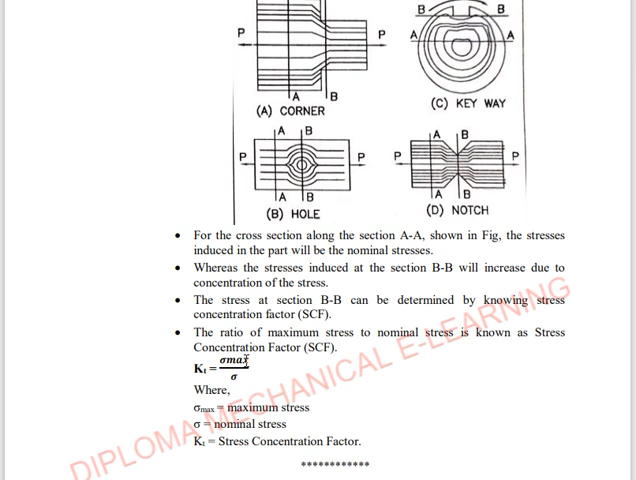 B B
P P A A
A B
(A) CORNER (C) KEY WAY
A B A B
P P P P
A B A B
(B) HOLE (D) NOTCH
• For the cross section along the section A-A, shown in Fig, the stresses
induced in the part will be the nominal stresses.
• Whereas the stresses induced at the section B-B will increase due to
concentration of the stress.
• The stress at section B-B can be determined by knowing stress
concentration factor (SCF).
• The ratio of maximum stress to nominal stress is known as Stress
Concentration Factor (SCF).
Kt = σmax / σ
Where,
σmax = maximum stress
σ = nominal stress
Kt = Stress Concentration Factor.
************
DIPLOMA MECHANICAL E-LEARNING